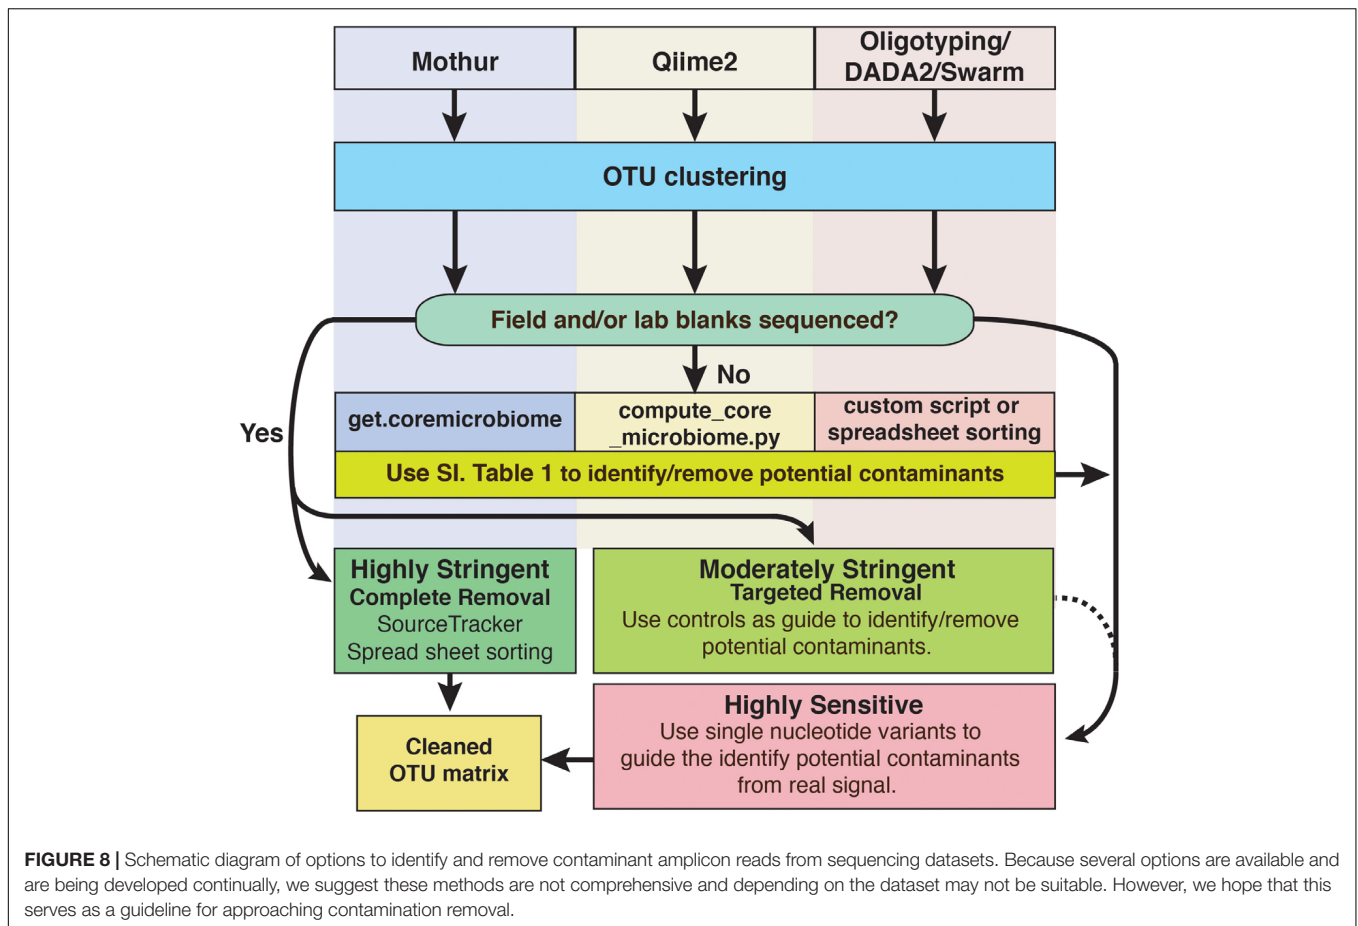 Mothur
Qiime2
Oligotyping/
DADA2/Swarm
OTU clustering
Field and/or lab blanks sequenced?
No
Yes
get.coremicrobiome
compute_core
_microbiome.py
custom script or
spreadsheet sorting
Use SI. Table 1 to identify/remove potential contaminants
Highly Stringent
Complete Removal
SourceTracker
Spread sheet sorting
Moderately Stringent
Targeted Removal
Use controls as guide to identify/remove
potential contaminants.
Highly Sensitive
Use single nucleotide variants to
guide the identify potential contaminants
from real signal.
Cleaned
OTU matrix
FIGURE 8 | Schematic diagram of options to identify and remove contaminant amplicon reads from sequencing datasets. Because several options are available and
are being developed continually, we suggest these methods are not comprehensive and depending on the dataset may not be suitable. However, we hope that this
serves as a guideline for approaching contamination removal.